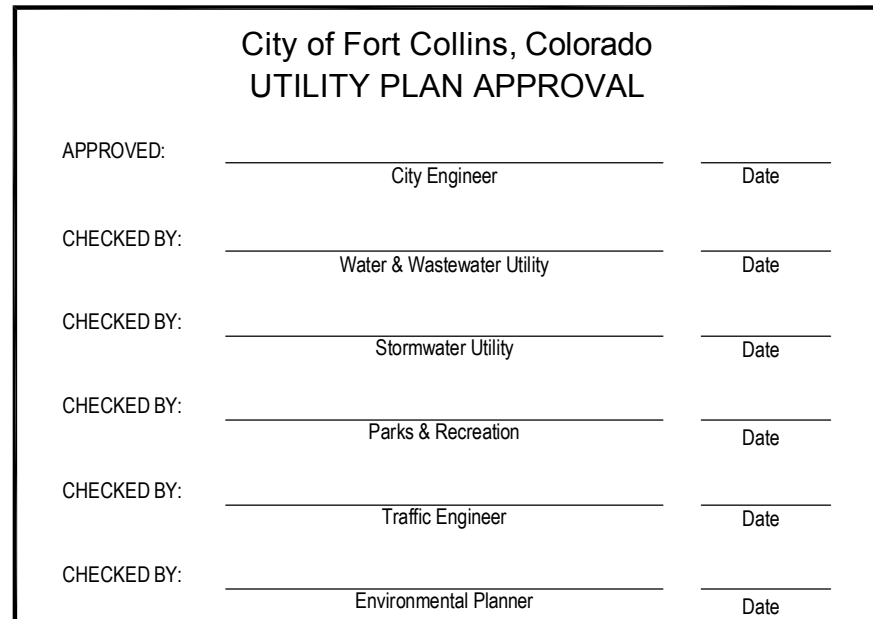 City of Fort Collins, Colorado
UTILITY PLAN APPROVAL
APPROVED:
City Engineer Date
CHECKED BY:
Water & Wastewater Utility Date
CHECKED BY:
Stormwater Utility Date
CHECKED BY:
Parks & Recreation Date
CHECKED BY:
Traffic Engineer Date
CHECKED BY:
Environmental Planner Date